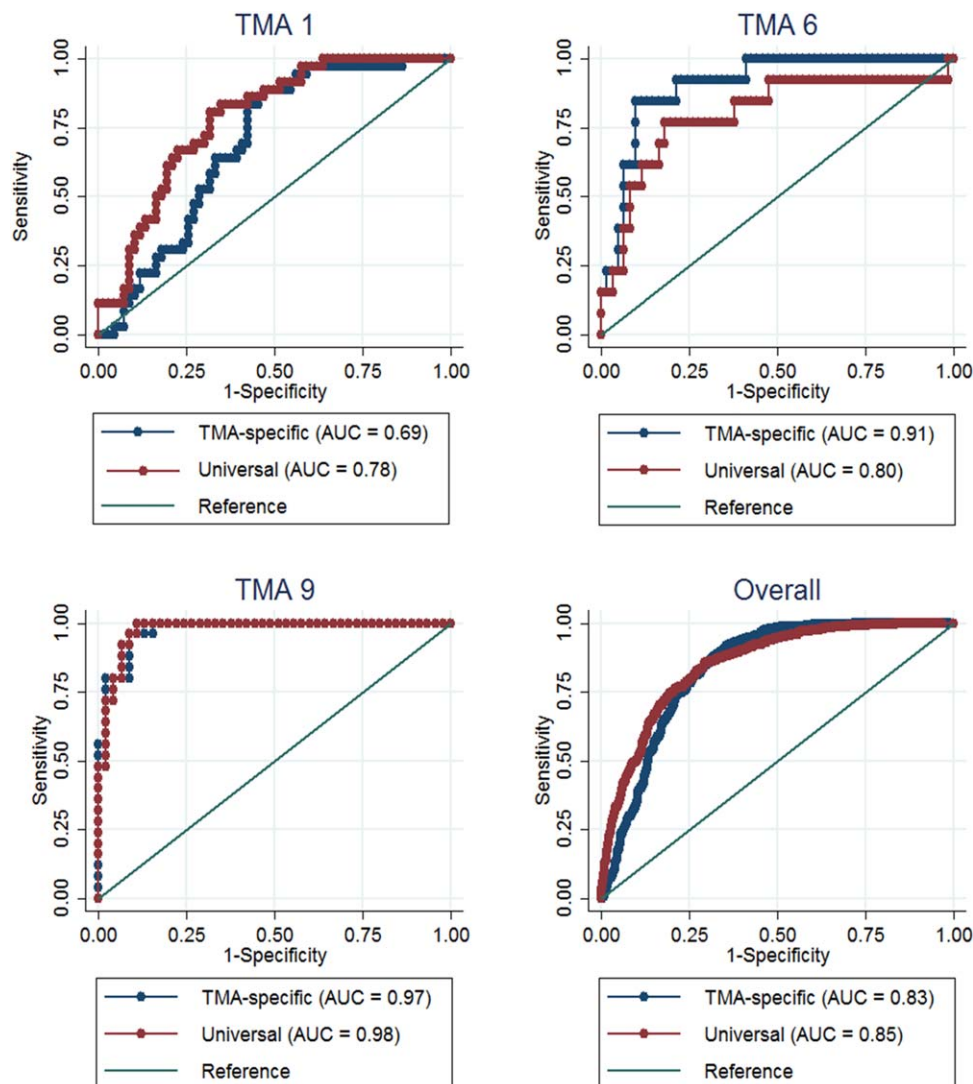 TMA 1
Sensitivity
1.00
0.75
0.50
0.25
0.00
0.00 0.25 0.50 0.75 1.00
1-Specificity
TMA-specific (AUC = 0.69)
Universal (AUC = 0.78)
Reference
TMA 6
Sensitivity
1.00
0.75
0.50
0.25
0.00
0.00 0.25 0.50 0.75 1.00
1-Specificity
TMA-specific (AUC = 0.91)
Universal (AUC = 0.80)
Reference
TMA 9
Sensitivity
1.00
0.75
0.50
0.25
0.00
0.00 0.25 0.50 0.75 1.00
1-Specificity
TMA-specific (AUC = 0.97)
Universal (AUC = 0.98)
Reference
Overall
Sensitivity
1.00
0.75
0.50
0.25
0.00
0.00 0.25 0.50 0.75 1.00
1-Specificity
TMA-specific (AUC = 0.83)
Universal (AUC = 0.85)
Reference